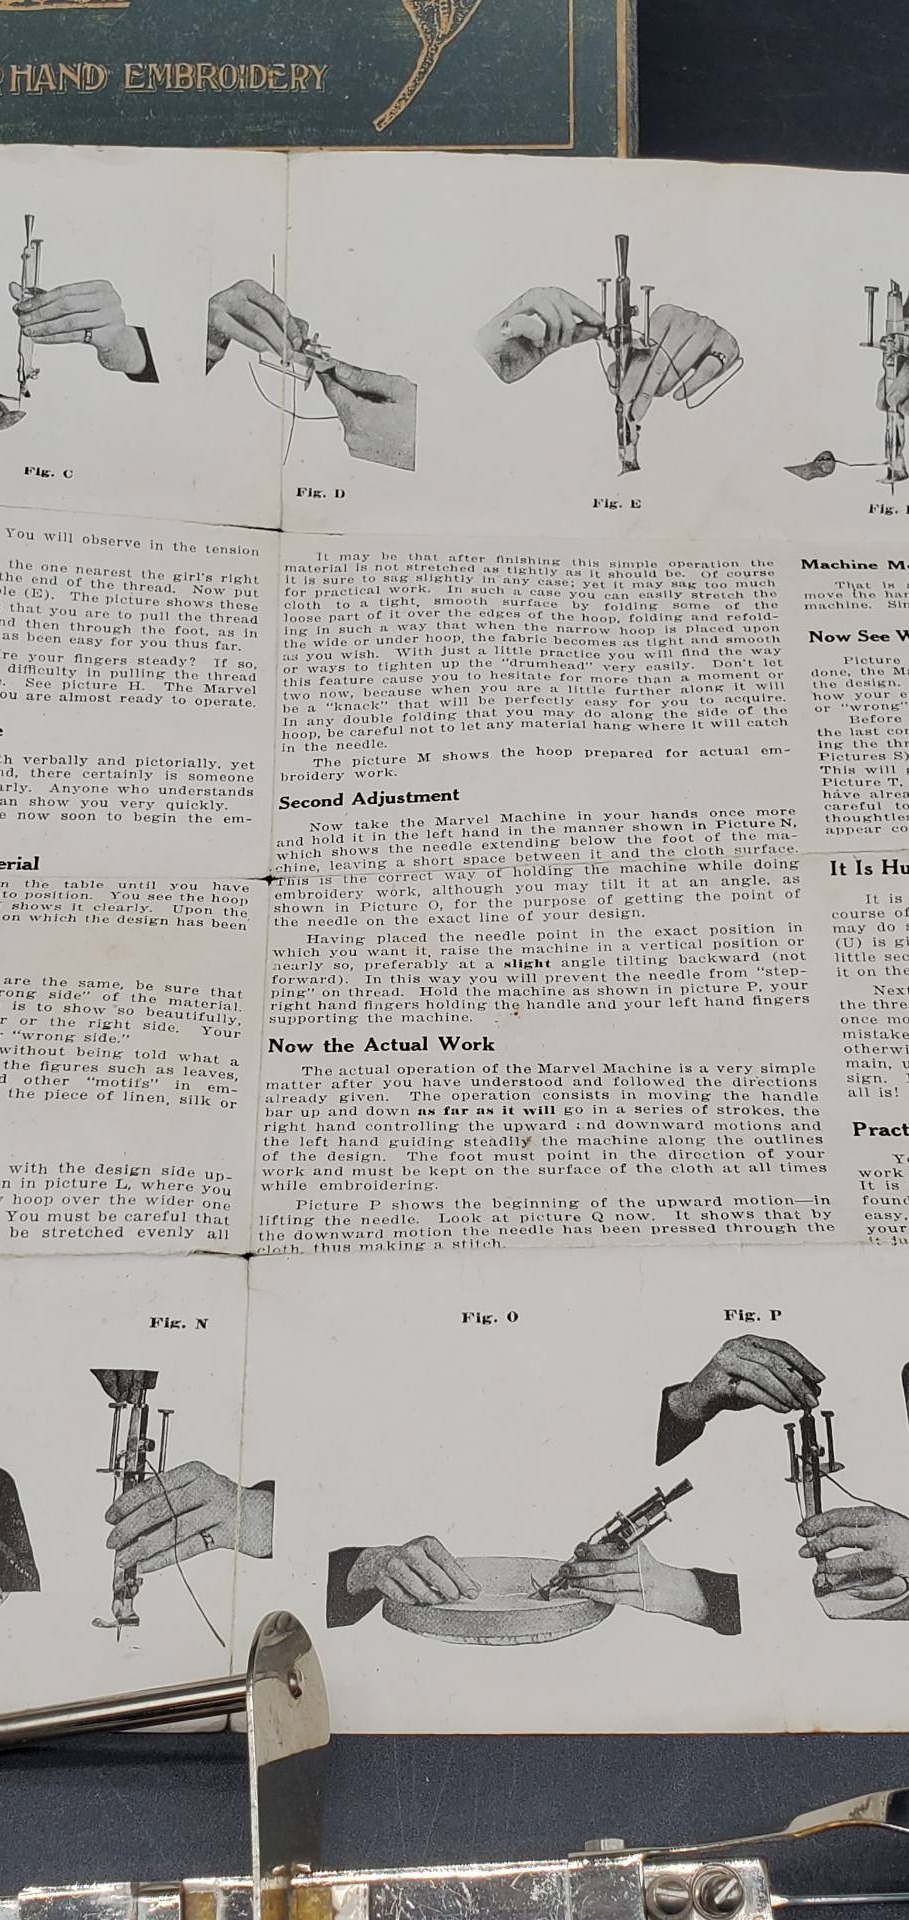 HAND EMBROIDERY
Fig. C
Fig. D
Fig. E
Fig.
You will observe in the tension
the one nearest the girl's right
the end of the thread. Now put
(E). The picture shows these
that you are to pull the thread
then through the foot, as in
as been easy for you thus far.
your fingers steady? If so,
difficulty in pulling the thread
See picture H. The Marvel
you are almost ready to operate.
verbally and pictorially, yet
there certainly is someone
Anyone who understands
can show you very quickly.
now soon to begin the em-
erial
the table until you have
to position. You see the hoop
shows it clearly. Upon the
on which the design has been
are the same, be sure that
"wrong side" of the material.
is to show so beautifully,
or the right side. Your
"wrong side."
without being told what a
the figures such as leaves,
other "motifs" in em-
the piece of linen, silk or
with the design side up-
in picture L, where you
hoop over the wider one
You must be careful that
be stretched evenly all
It may be that after finishing this simple operation the
material is not stretched as tightly as it should be. Of course
it is sure to sag slightly in any case; yet it may sag too much
for practical work. In such a case you can easily stretch the
cloth to a tight, smooth surface by folding some of the
loose part of it over the edges of the hoop, folding and refold-
ing in such a way that when the narrow hoop is placed upon
the wide or under hoop, the fabric becomes as tight and smooth
as you wish. With just a little practice you will find the way
or ways to tighten up the "drumhead" very easily. Don't let
this feature cause you to hesitate for more than a moment or
two now, because when you are a little further along it will
be a "knack" that will be perfectly easy for you to acquire.
In any double folding that you may do along the side of the
hoop, be careful not to let any material hang where it will catch
in the needle.
The picture M shows the hoop prepared for actual em-
broidery work.
Second Adjustment
Now take the Marvel Machine in your hands once more
and hold it in the left hand in the manner shown in Picture N,
which shows the needle extending below the foot of the ma-
chine, leaving a short space between it and the cloth surface.
This is the correct way of holding the machine while doing
embroidery work, although you may tilt it at an angle, as
shown in Picture O, for the purpose of getting the point of
the needle on the exact line of your design.
Having placed the needle point in the exact position in
which you want it, raise the machine in a vertical position or
nearly so, preferably at a slight angle tilting backward (not
forward). In this way you will prevent the needle from "step-
ping" on thread. Hold the machine as shown in picture P, your
right hand fingers holding the handle and your left hand fingers
supporting the machine.
Now the Actual Work
The actual operation of the Marvel Machine is a very simple
matter after you have understood and followed the directions
already given. The operation consists in moving the handle
bar up and down as far as it will go in a series of strokes, the
right hand controlling the upward and downward motions and
the left hand guiding steadily the machine along the outlines
of the design. The foot must point in the direction of your
work and must be kept on the surface of the cloth at all times
while embroidering.
Picture P shows the beginning of the upward motion—in
lifting the needle. Look at picture Q now. It shows that by
the downward motion the needle has been pressed through the
cloth, thus making a stitch.
Machine M
That is
move the
machine.
Now See W
Picture
done, the
the design.
how your
or "wrong"
Before
the last
ing the
Pictures S)
This will
Picture T.
have
careful to
thoughtles
appear
It Is Hu
It is
course of
may do
(U) is
little
it on the
Next
the
once
mistake
otherwi
main,
sign.
all is!
Pract
work
It is
found
easy,
your
Fig. N
Fig. O
Fig. P